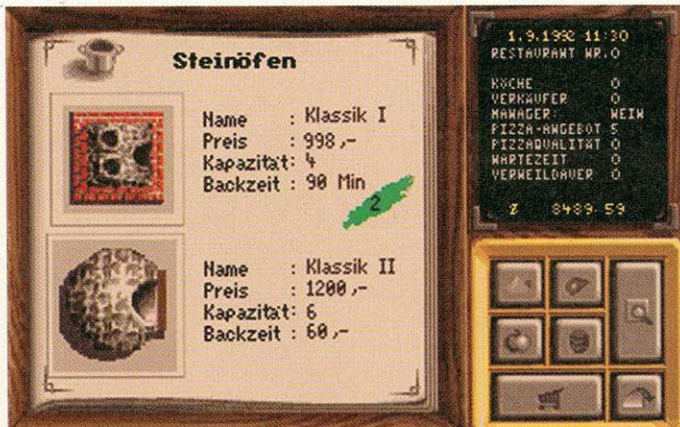 Steinöfen
Name : Klassik I
Preis : 998,-
Kapazität: 4
Backzeit : 90 Min
2
Name : Klassik II
Preis : 1200,-
Kapazität: 6
Backzeit : 60,-
1.9.1992 11:30
RESTAURANT NR.0
KÖCHE 0
VERKÄUFER 0
MANAGER: NEIN
PIZZA-ANGEBOT 5
PIZZAQUALITÄT 0
WARTEZEIT 0
VERWEILDAUER 0
8489.59